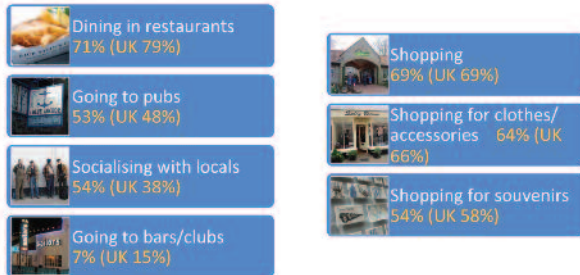 Dining in restaurants
71% (UK 79%)
Going to pubs
53% (UK 48%)
Socialising with locals
54% (UK 38%)
Going to bars/clubs
7% (UK 15%)
Shopping
69% (UK 69%)
Shopping for clothes/
accessories 64% (UK
66%)
Shopping for souvenirs
54% (UK 58%)